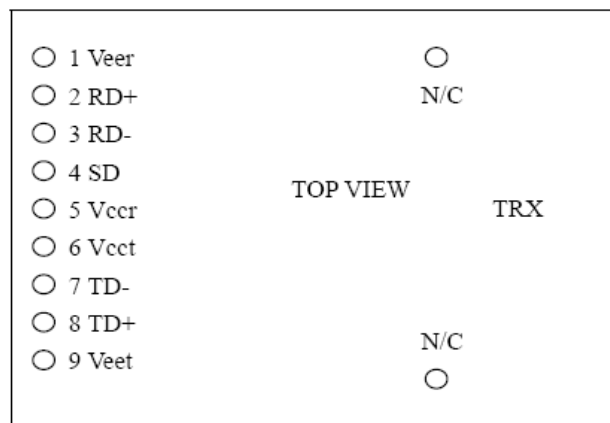 1 Veer
2 RD+
3 RD-
4 SD
5 Vccr
6 Vcct
7 TD-
8 TD+
9 Veet
N/C
TOP VIEW
TRX
N/C